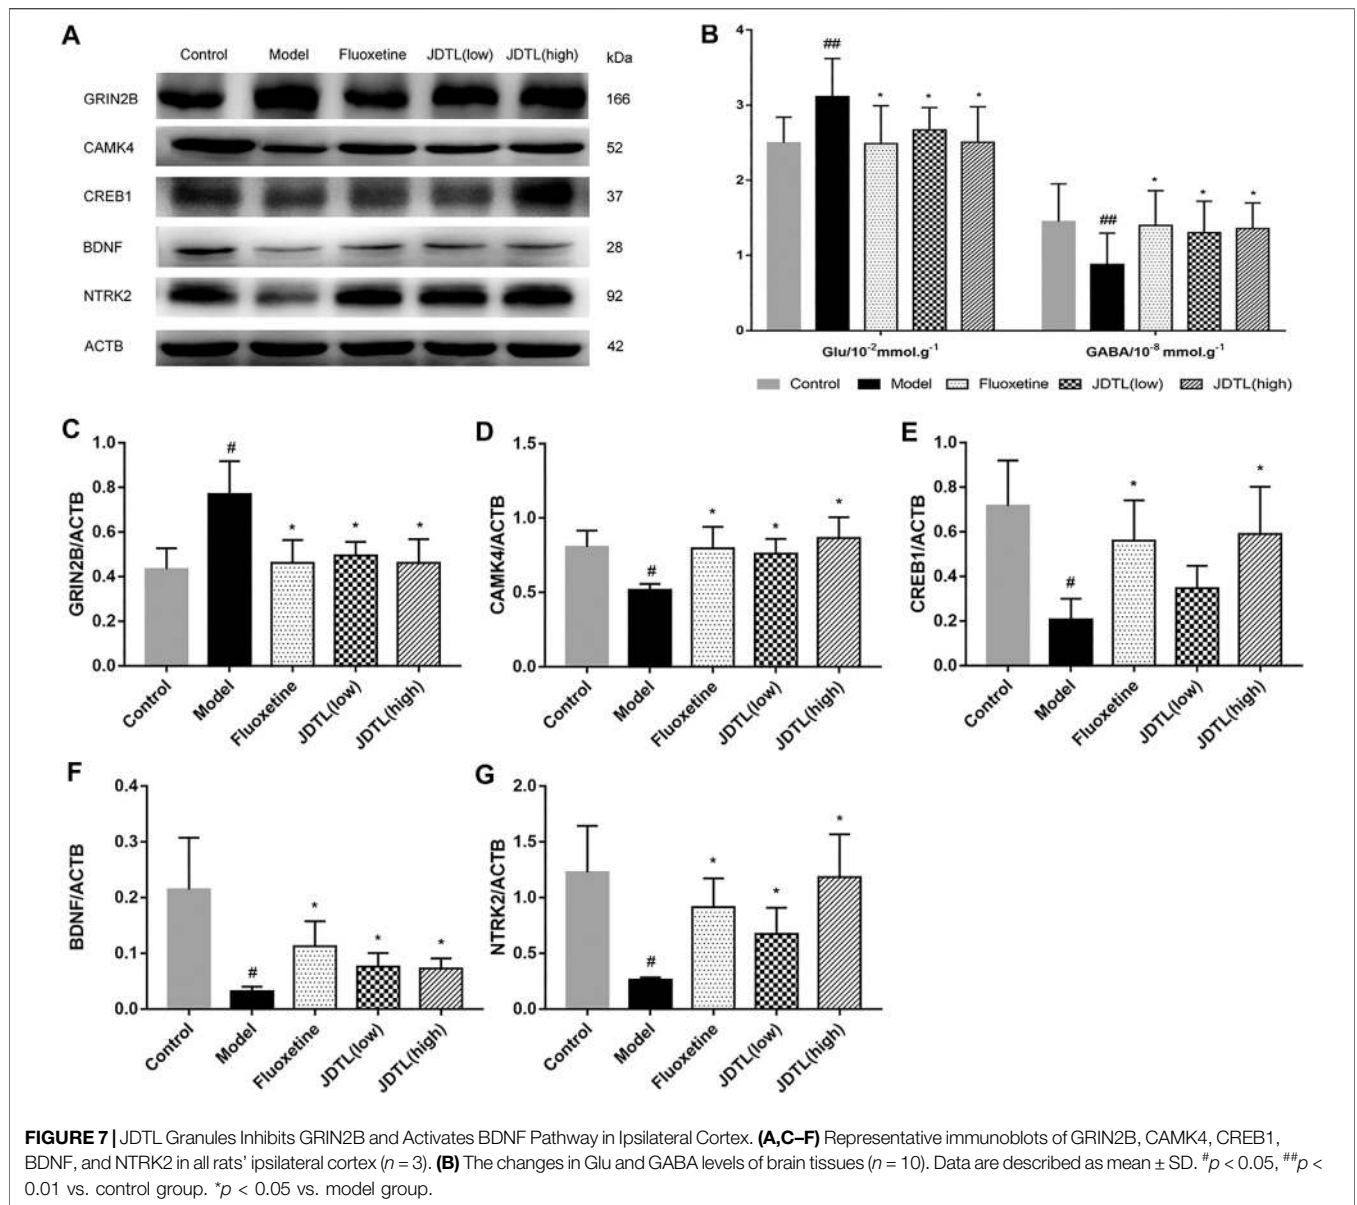 A
Control Model Fluoxetine JDTL(low) JDTL(high) kDa
GRIN2B 166
CAMK4 52
CREB1 37
BDNF 28
NTRK2 92
ACTB 42
B
4
3
2
1
0
## * * *
## * * *
Glu/10-2mmol.g-1 GABA/10-8 mmol.g-1
Control Model Fluoxetine JDTL(low) JDTL(high)
C
GRIN2B/ACTB
1.0
0.8
0.6
0.4
0.2
0.0
# * * *
Control Model Fluoxetine JDTL(low) JDTL(high)
D
CAMK4/ACTB
1.5
1.0
0.5
0.0
# * * *
Control Model Fluoxetine JDTL(low) JDTL(high)
E
CREB1/ACTB
1.0
0.8
0.6
0.4
0.2
0.0
# * *
Control Model Fluoxetine JDTL(low) JDTL(high)
F
BDNF/ACTB
0.4
0.3
0.2
0.1
0.0
# * * *
Control Model Fluoxetine JDTL(low) JDTL(high)
G
NTRK2/ACTB
2.0
1.5
1.0
0.5
0.0
# * * *
Control Model Fluoxetine JDTL(low) JDTL(high)
FIGURE 7 | JDTL Granules Inhibits GRIN2B and Activates BDNF Pathway in Ipsilateral Cortex. (A,C–F) Representative immunoblots of GRIN2B, CAMK4, CREB1,
BDNF, and NTRK2 in all rats' ipsilateral cortex (n = 3). (B) The changes in Glu and GABA levels of brain tissues (n = 10). Data are described as mean ± SD. #p < 0.05, ##p <
0.01 vs. control group. *p < 0.05 vs. model group.